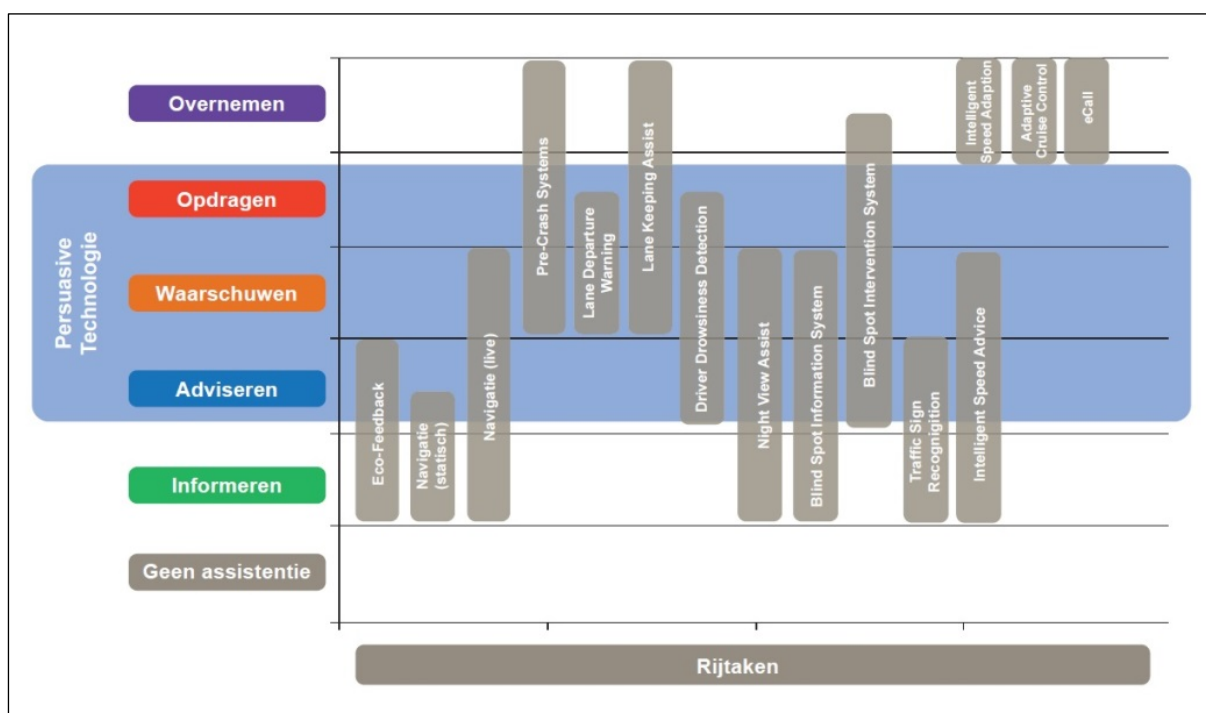 Overnemen
Opdragen
Waarschuwen
Adviseren
Informeren
Geen assistentie
Persuasive
Technologie
Eco-Feedback
Navigatie
(statisch)
Navigatie (live)
Pre-Crash Systems
Lane Departure
Warning
Lane Keeping Assist
Driver Drowsiness Detection
Night View Assist
Blind Spot Information System
Blind Spot Intervention System
Traffic Sign
Recognigition
Intelligent Speed Advice
Intelligent
Speed Adaption
Adaptive
Cruise Control
eCall
Rijtaken